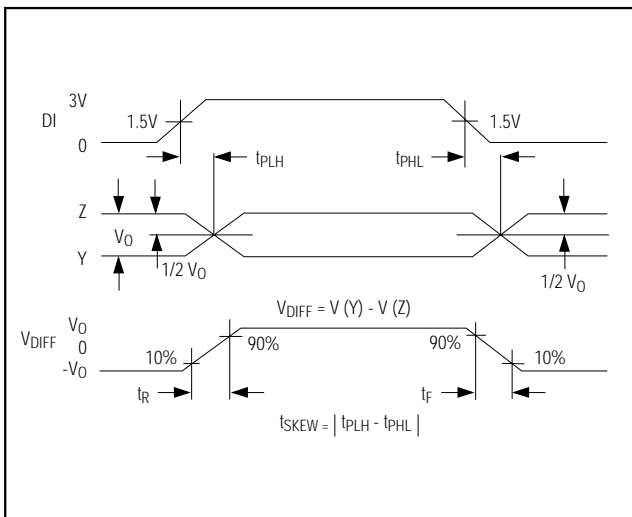 3V
DI
1.5V
1.5V
0
tPLH
tPHL
Z
VO
Y
1/2 VO
1/2 VO
VDIFF = V (Y) - V (Z)
VO
VDIFF
0
-VO
10%
90%
90%
10%
tR
tF
tSKEW = | tPLH - tPHL |